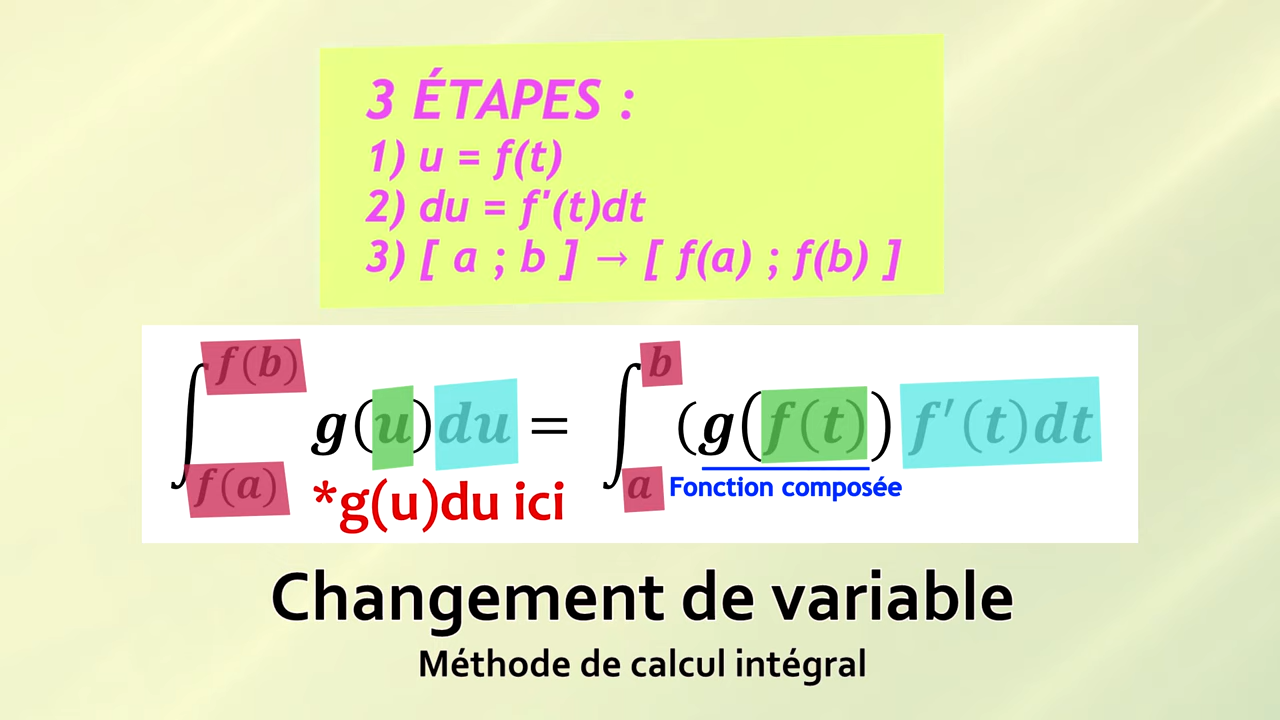 3 ÉTAPES :
1) u = f(t)
2) du = f'(t)dt
3) [ a ; b ] → [ f(a) ; f(b) ]
∫_{f(a)}^{f(b)} g(u)du = ∫_a^b (g(f(t)) f′(t)dt
*g(u)du ici
Fonction composée
Changement de variable
Méthode de calcul intégral